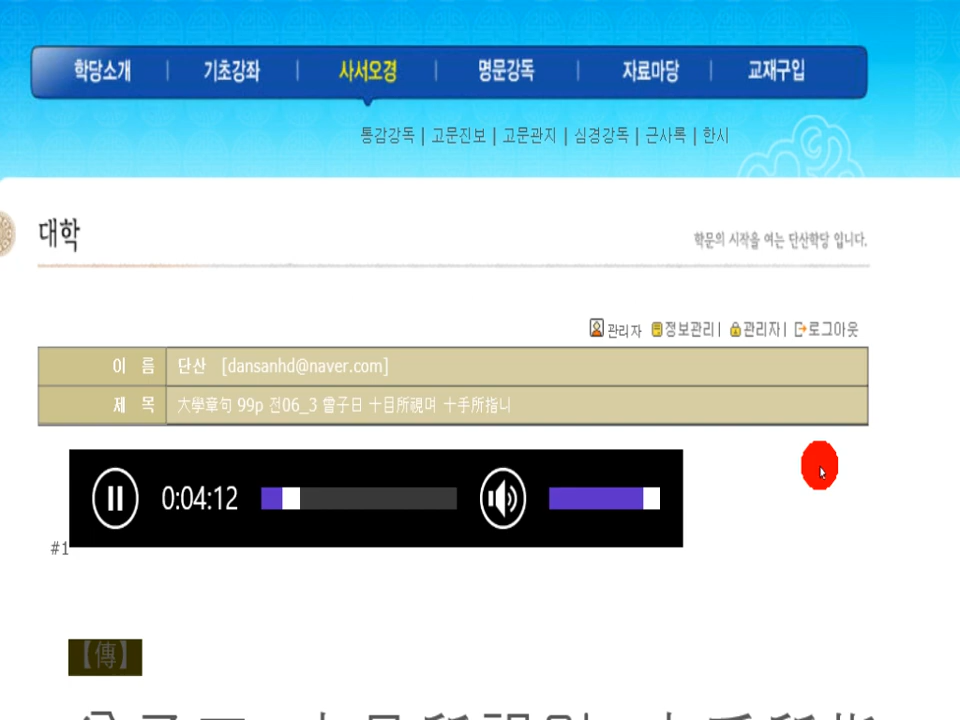 학당소개 | 기초강좌 | 사서오경 | 명문강독 | 자료마당 | 교재구입
통감강독 | 고문진보 | 고문관지 | 심경강독 | 근사록 | 한시
대학
학문의 시작을 여는 단산학당 입니다.
관리자 정보관리| 관리자| 로그아웃
이 름 단산 [dansanhd@naver.com]
제 목 大學章句 99p 전06_3 曾子曰 十目所視며 十手所指니
0:04:12
#1
【傳】